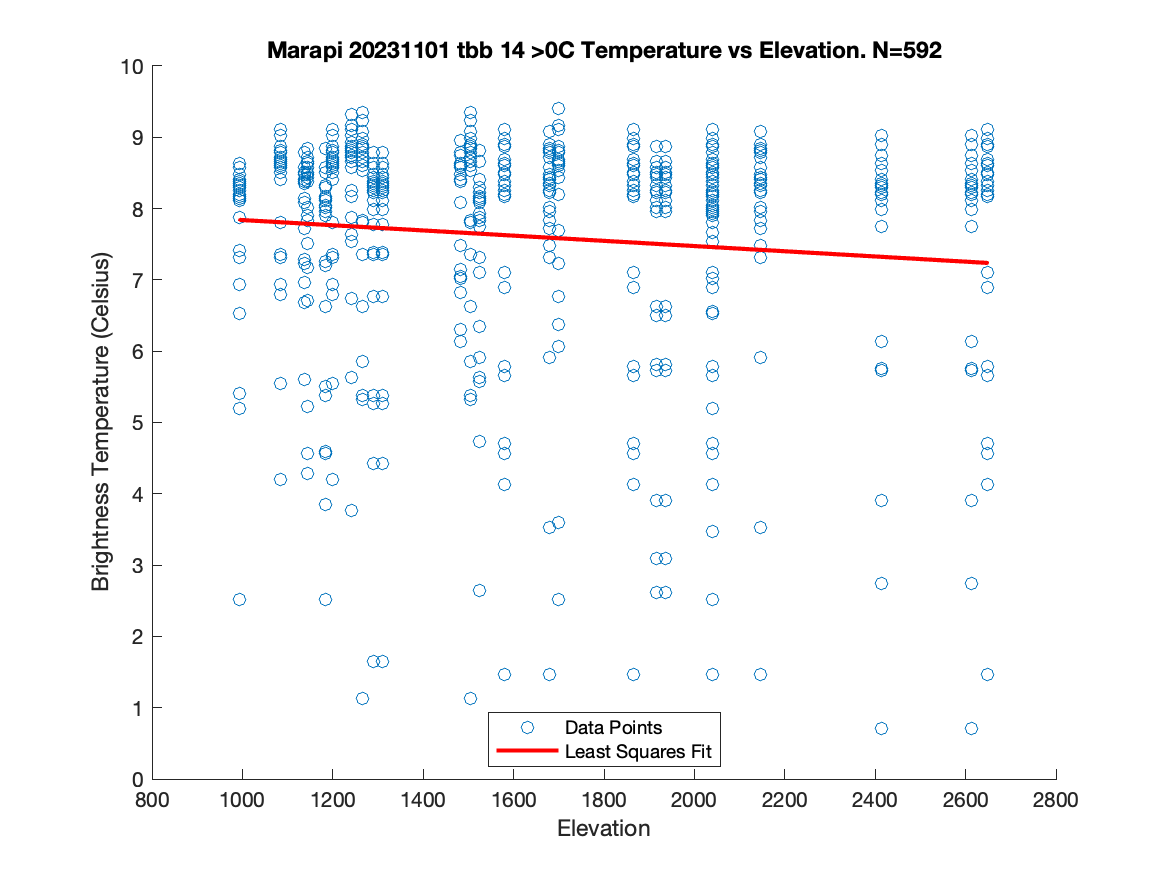 Marapi 20231101 tbb 14 >0C Temperature vs Elevation. N=592
10
9
8
7
6
5
4
3
2
1
0
Brightness Temperature (Celsius)
Data Points
Least Squares Fit
800 1000 1200 1400 1600 1800 2000 2200 2400 2600 2800
Elevation